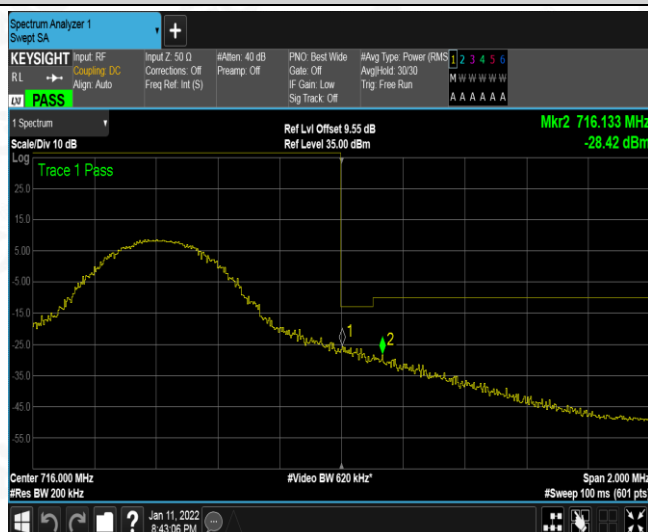 Spectrum Analyzer 1
Swept SA
+
KEYSIGHT
RL
LXI PASS
Input: RF
Coupling: DC
Align: Auto
Input Z: 50 Ω
Corrections: Off
Freq Ref: Int (S)
#Atten: 40 dB
Preamp: Off
PNO: Best Wide
Gate: Off
IF Gain: Low
Sig Track: Off
#Avg Type: Power (RMS
Avg|Hold: 30/30
Trig: Free Run
1 2 3 4 5 6
M W W W W W
A A A A A A
1 Spectrum
Scale/Div 10 dB
Ref Lvl Offset 9.55 dB
Ref Level 35.00 dBm
Mkr2 716.133 MHz
-28.42 dBm
Log
Trace 1 Pass
25.0
15.0
5.00
-5.00
-15.0
-25.0
-35.0
-45.0
-55.0
1
2
Center 716.000 MHz
#Res BW 200 kHz
#Video BW 620 kHz*
Span 2.000 MHz
#Sweep 100 ms (601 pts)
?
Jan 11, 2022
8:43:06 PM